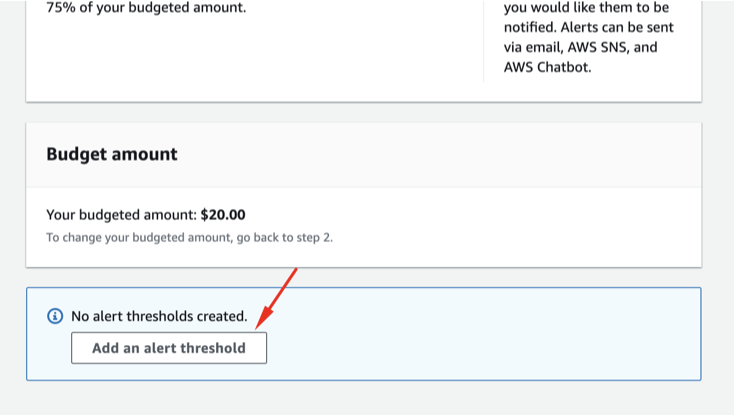 75% of your budgeted amount.
you would like them to be
notified. Alerts can be sent
via email, AWS SNS, and
AWS Chatbot.
Budget amount
Your budgeted amount: $20.00
To change your budgeted amount, go back to step 2.
No alert thresholds created.
Add an alert threshold